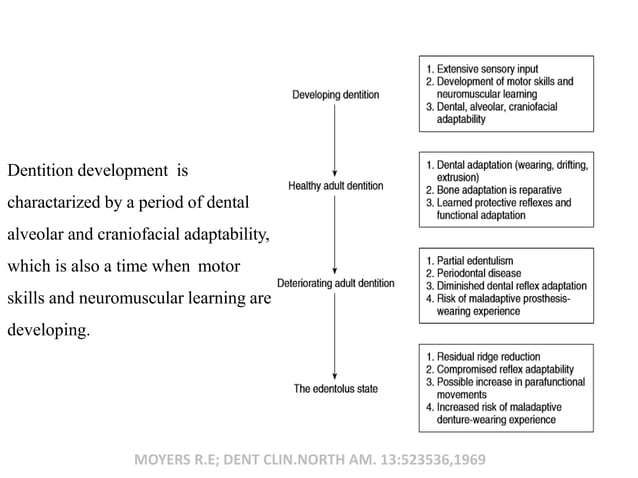 Dentition development is
charactarized by a period of dental
alveolar and craniofacial adaptability,
which is also a time when motor
skills and neuromuscular learning are
developing.
Developing dentition
1. Extensive sensory input
2. Development of motor skills and
neuromuscular learning
3. Dental, alveolar, craniofacial
adaptability
Healthy adult dentition
1. Dental adaptation (wearing, drifting,
extrusion)
2. Bone adaptation is reparative
3. Learned protective reflexes and
functional adaptation
Deteriorating adult dentition
1. Partial edentulism
2. Periodontal disease
3. Diminished dental reflex adaptation
4. Risk of maladaptive prosthesis-
wearing experience
The edentolus state
1. Residual ridge reduction
2. Compromised reflex adaptability
3. Possible increase in parafunctional
movements
4. Increased risk of maladaptive
denture-wearing experience
MOYERS R.E; DENT CLIN.NORTH AM. 13:523536,1969